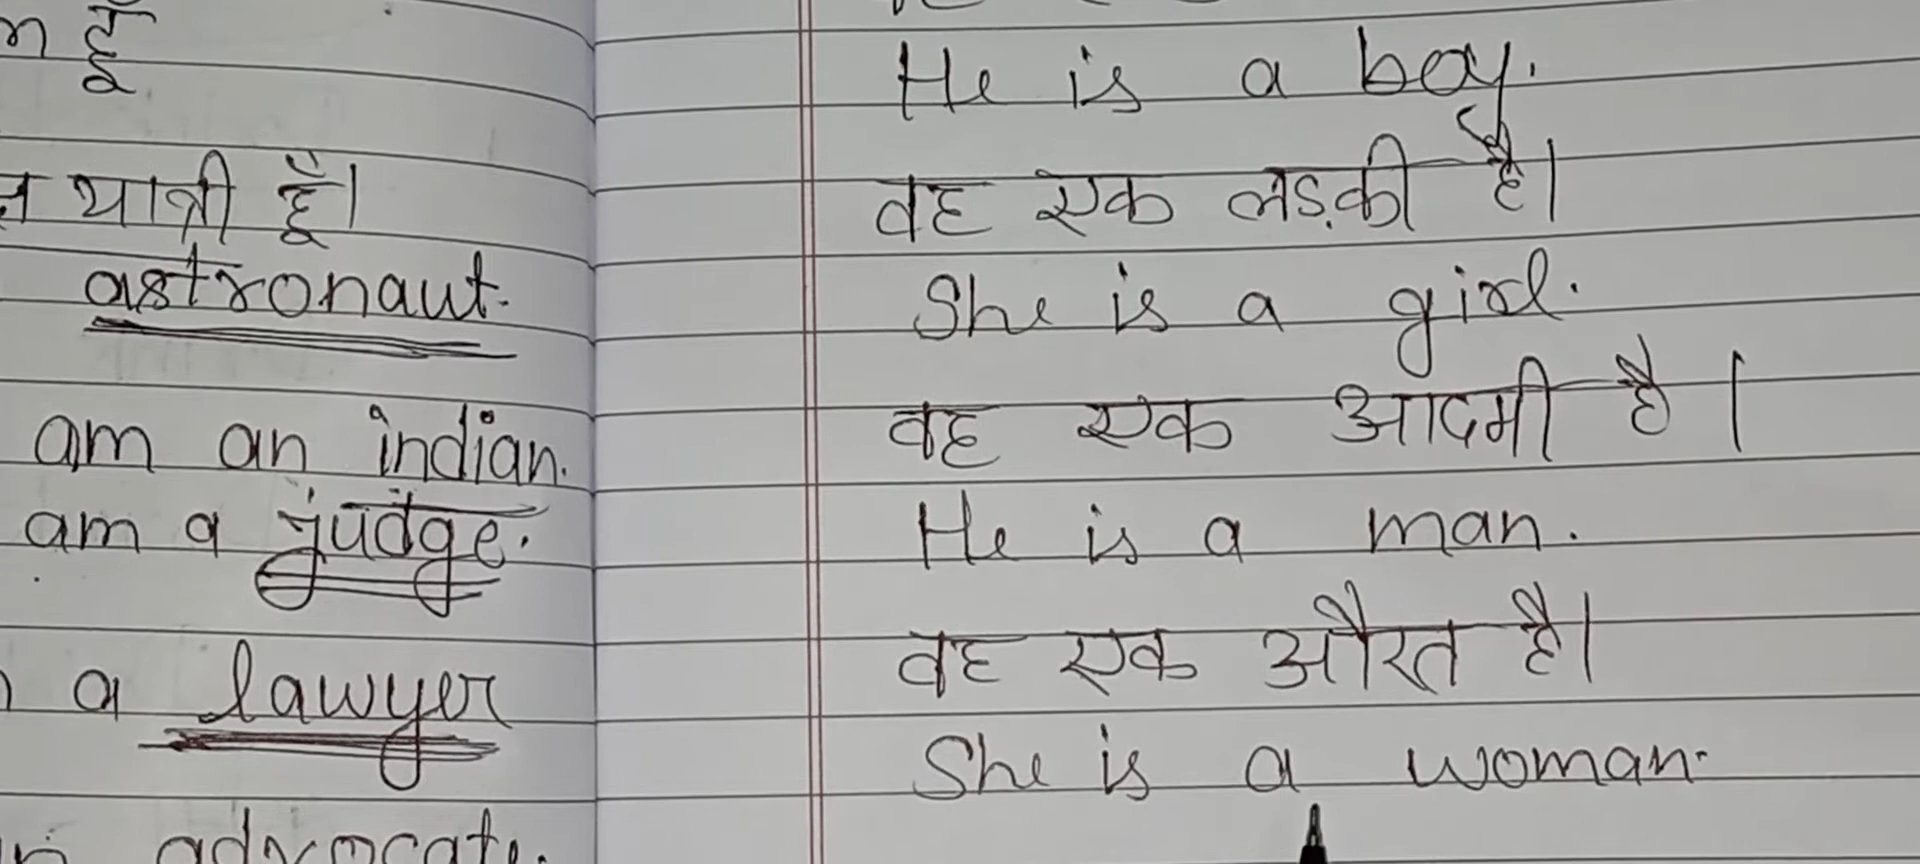 हूँ
यात्री हूँ।
astronaut.
am an indian.
am a judge.
a lawyer
advocate.
He is a boy.
वह एक लड़की है।
She is a girl.
वह एक आदमी है।
He is a man.
वह एक औरत है।
She is a woman.